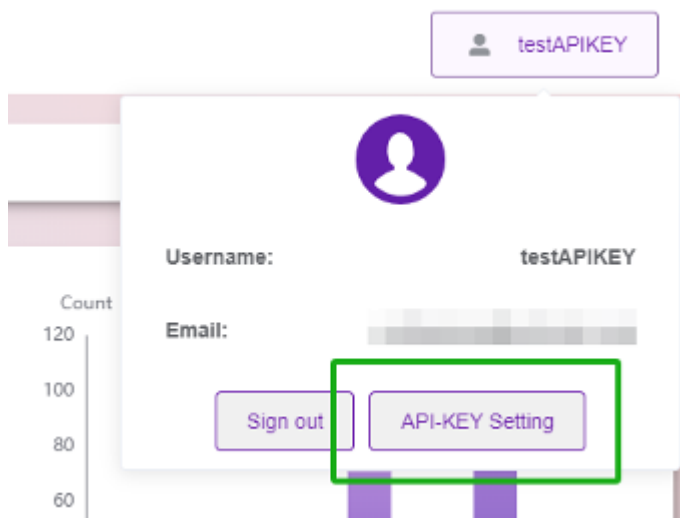 testAPIKEY
Username: testAPIKEY
Count
120
Email:
100
Sign out API-KEY Setting
80
60